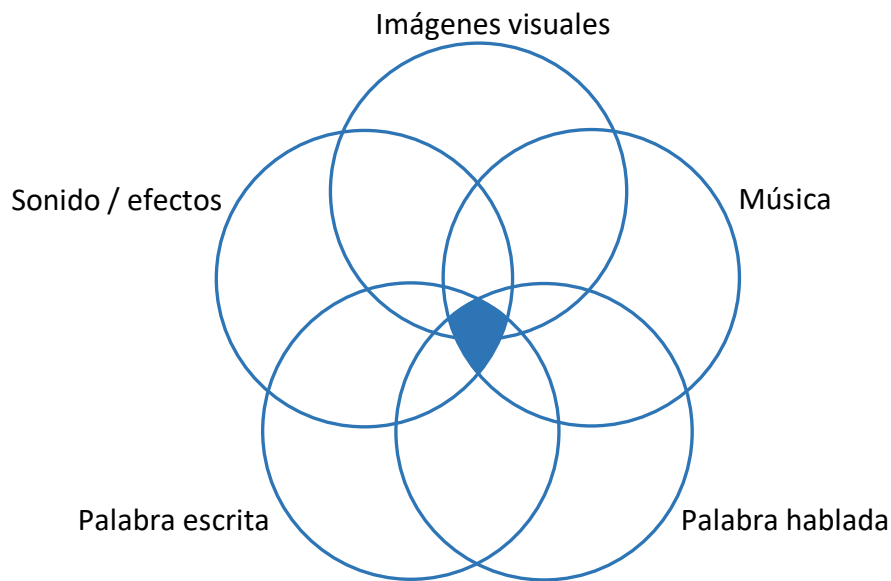 Imágenes visuales
Sonido / efectos
Música
Palabra escrita
Palabra hablada